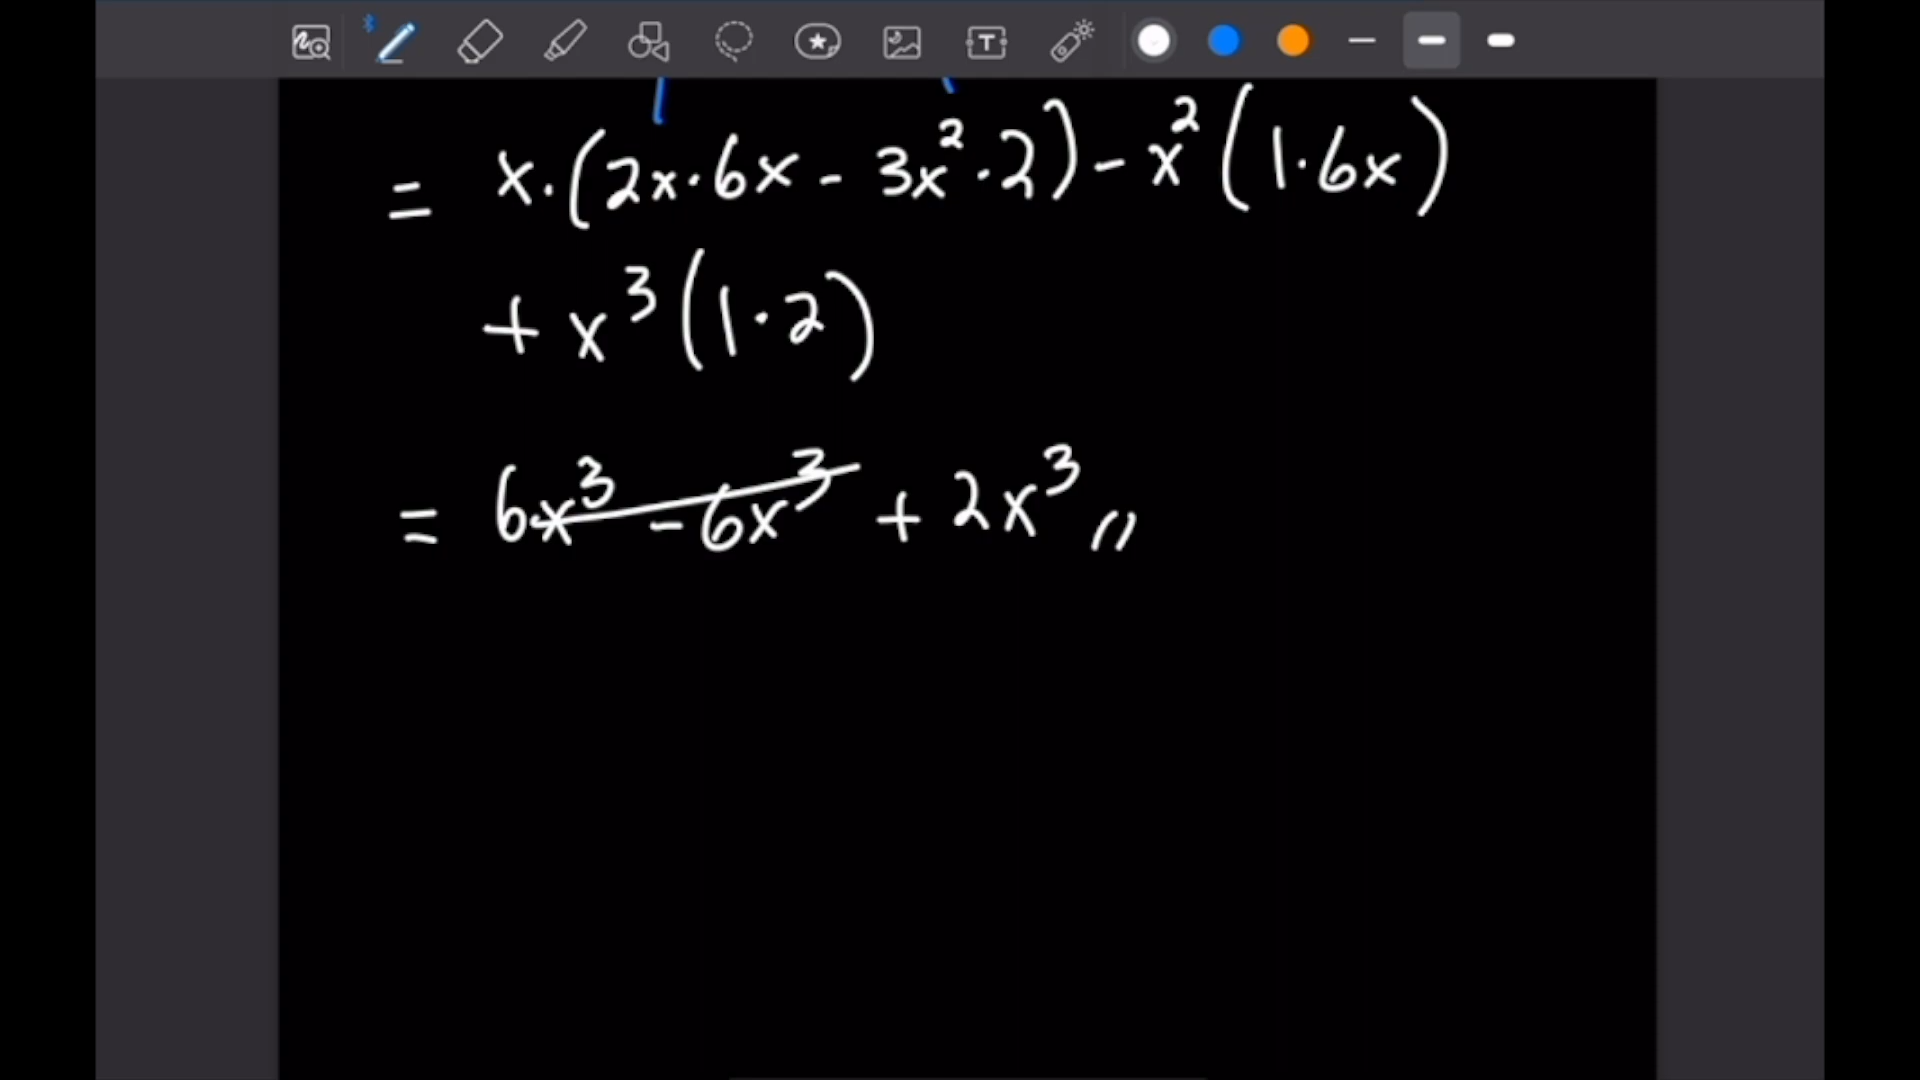 = x·(2x·6x - 3x²·2) - x²(1·6x)
+ x³(1·2)
= 6x³ - 6x³ + 2x³ //